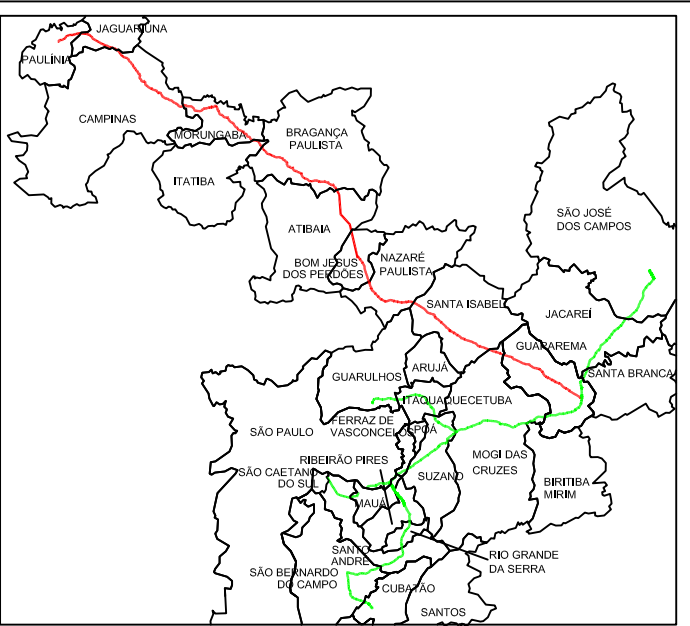 JAGUARIÚNA
PAULÍNIA
CAMPINAS
MORUNGABA
BRAGANÇA
PAULISTA
ITATIBA
SÃO JOSÉ
DOS CAMPOS
ATIBAIA
BOM JESUS
DOS PERDÕES
NAZARÉ
PAULISTA
SANTA ISABEL
JACAREÍ
GUAPAREMA
ARUJÁ
GUARULHOS
SANTA BRANCA
ITAQUAQUECETUBA
FERRAZ DE
VASCONCELOS
POÁ
SÃO PAULO
RIBEIRÃO PIRES
MOGI DAS
CRUZES
SÃO CAETANO
DO SUL
SUZANO
BIRITIBA
MIRIM
MAUÁ
SANTO
ANDRÉ
RIO GRANDE
DA SERRA
SÃO BERNARDO
DO CAMPO
CUBATÃO
SANTOS